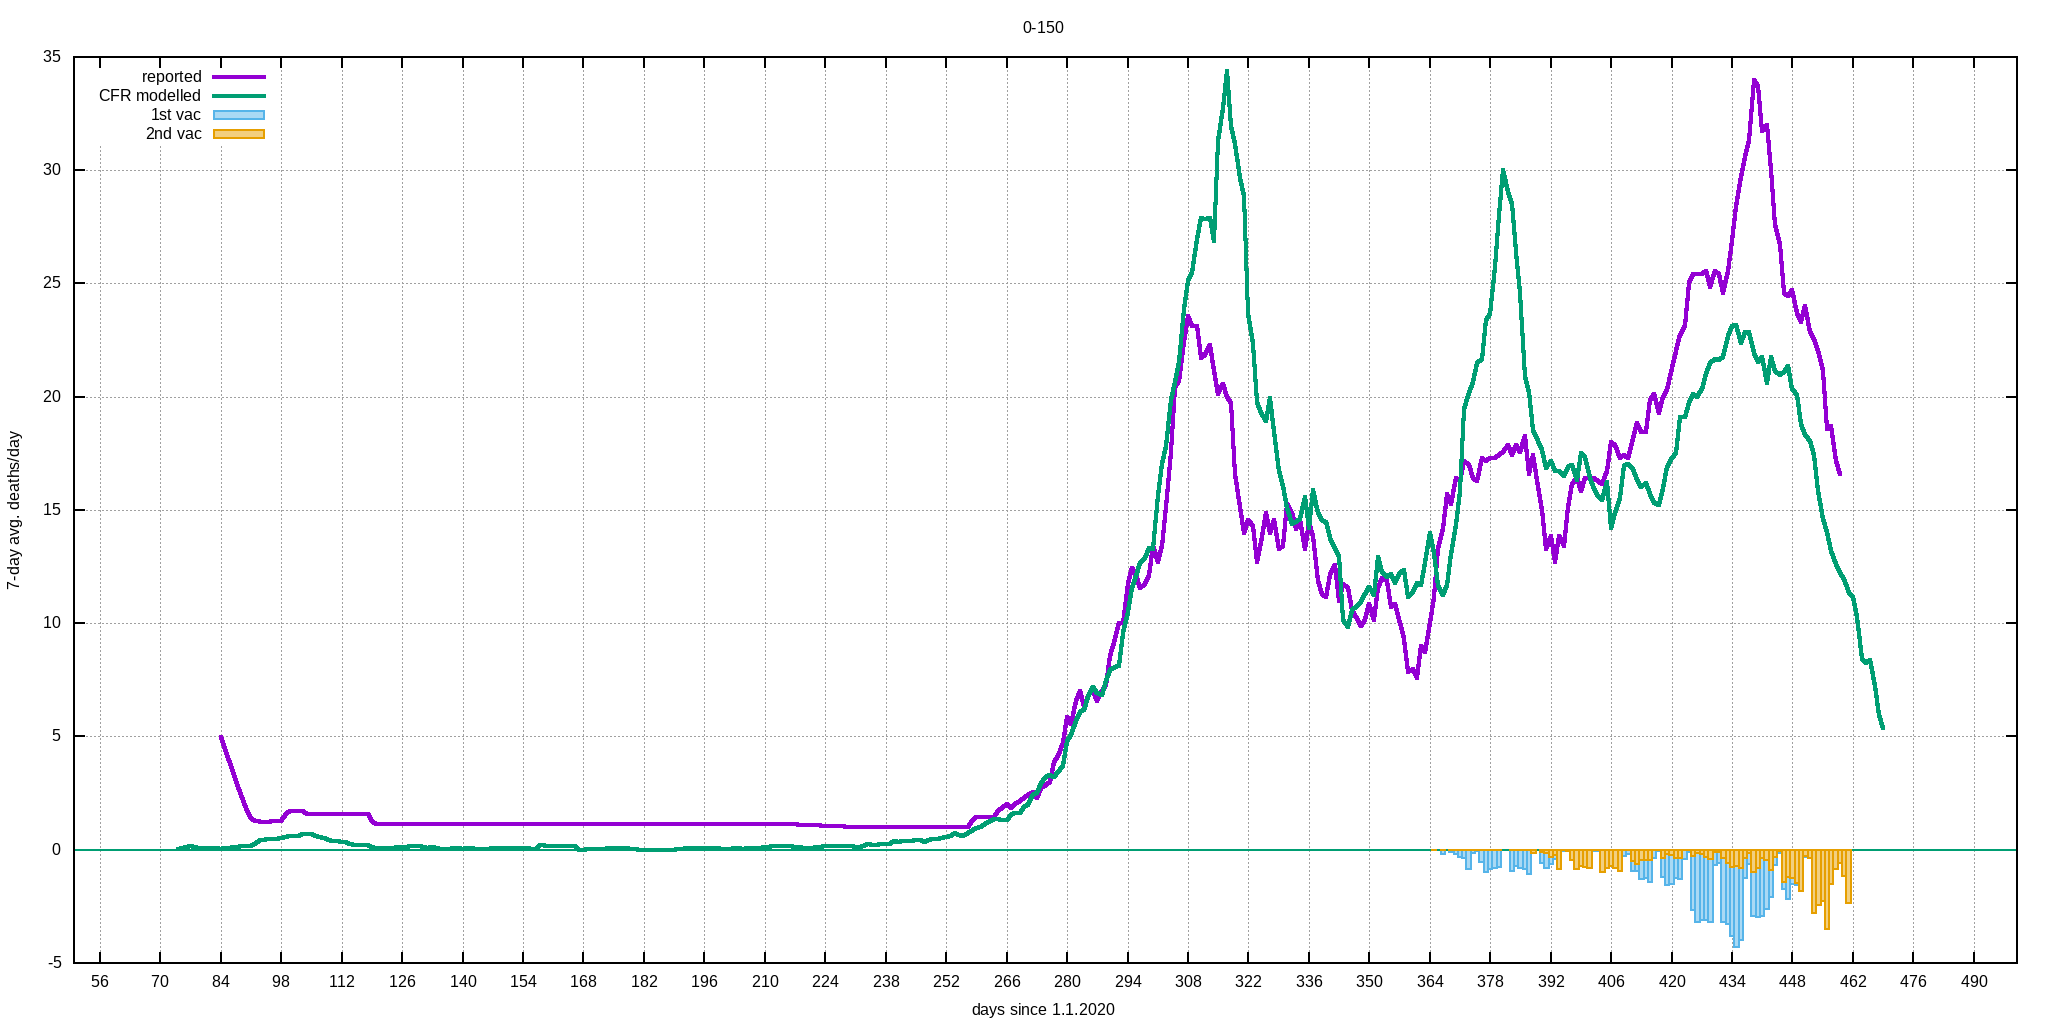 0-150
35
30
25
20
15
10
5
0
-5
7-day avg. deaths/day
reported
CFR modelled
1st vac
2nd vac
56 70 84 98 112 126 140 154 168 182 196 210 224 238 252 266 280 294 308 322 336 350 364 378 392 406 420 434 448 462 476 490
days since 1.1.2020